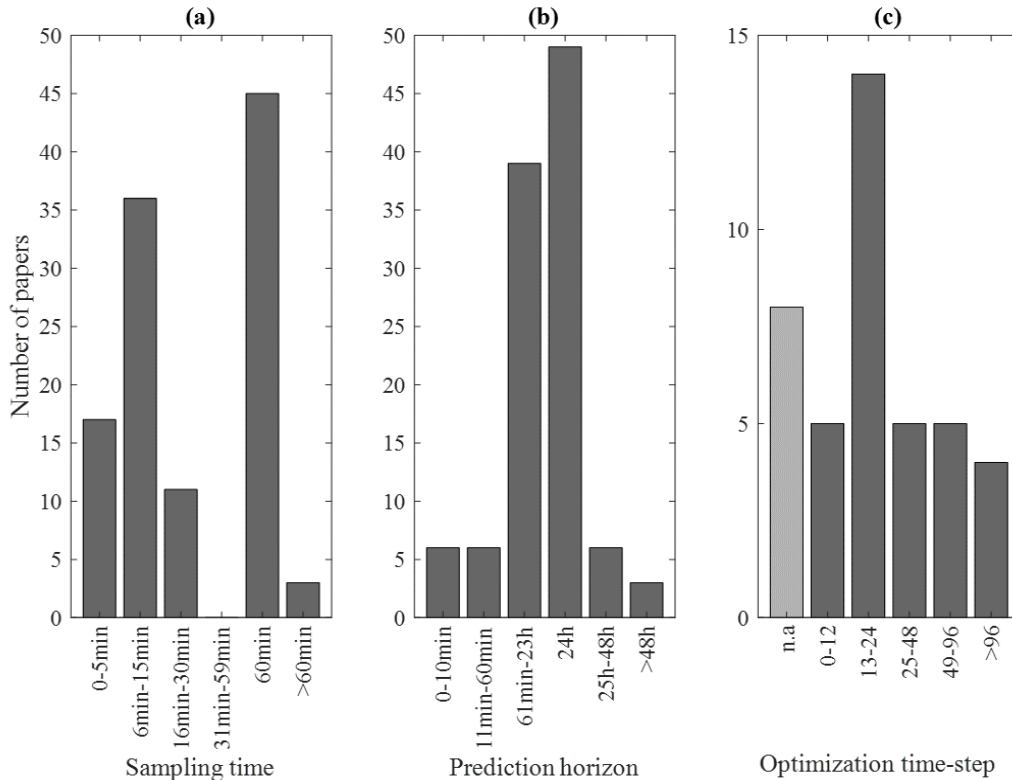 (a)
(b)
(c)
Number of papers
50
45
40
35
30
25
20
15
10
5
0
0-5min
6min-15min
16min-30min
31min-59min
60min
>60min
Sampling time
50
45
40
35
30
25
20
15
10
5
0
0-10min
11min-60min
61min-23h
24h
25h-48h
>48h
Prediction horizon
15
10
5
0
n.a
0-12
13-24
25-48
49-96
>96
Optimization time-step